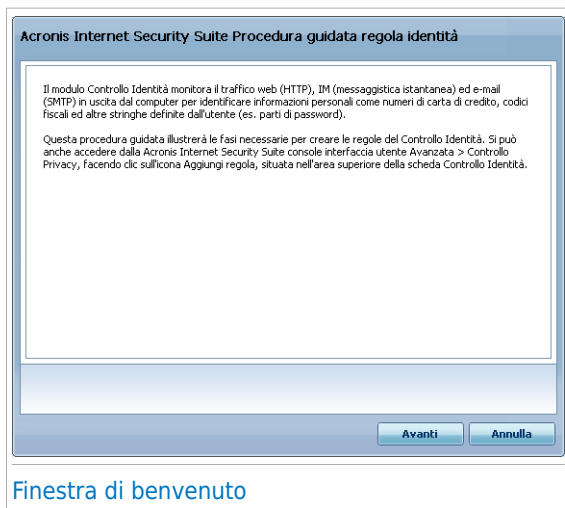 Acronis Internet Security Suite Procedura guidata regola identità
Il modulo Controllo Identità monitora il traffico web (HTTP), IM (messaggistica istantanea) ed e-mail
(SMTP) in uscita dal computer per identificare informazioni personali come numeri di carta di credito, codici
fiscali ed altre stringhe definite dall'utente (es. parti di password).
Questa procedura guidata illustrerà le fasi necessarie per creare le regole del Controllo Identità. Si può
anche accedere dalla Acronis Internet Security Suite console interfaccia utente Avanzata > Controllo
Privacy, facendo clic sull'icona Aggiungi regola, situata nell'area superiore della scheda Controllo Identità.
Avanti Annulla
Finestra di benvenuto